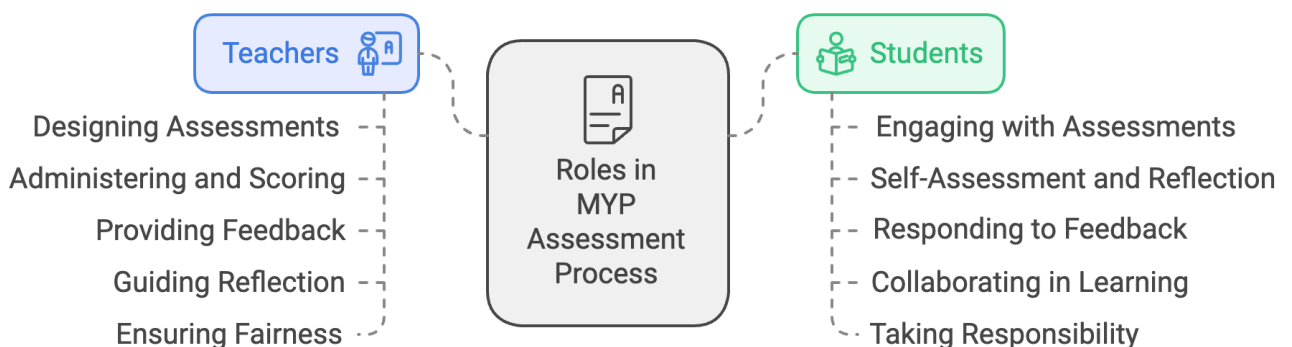 Teachers
Designing Assessments
Administering and Scoring
Providing Feedback
Guiding Reflection
Ensuring Fairness
A
A
Roles in
MYP
Assessment
Process
Students
Engaging with Assessments
Self-Assessment and Reflection
Responding to Feedback
Collaborating in Learning
Taking Responsibility